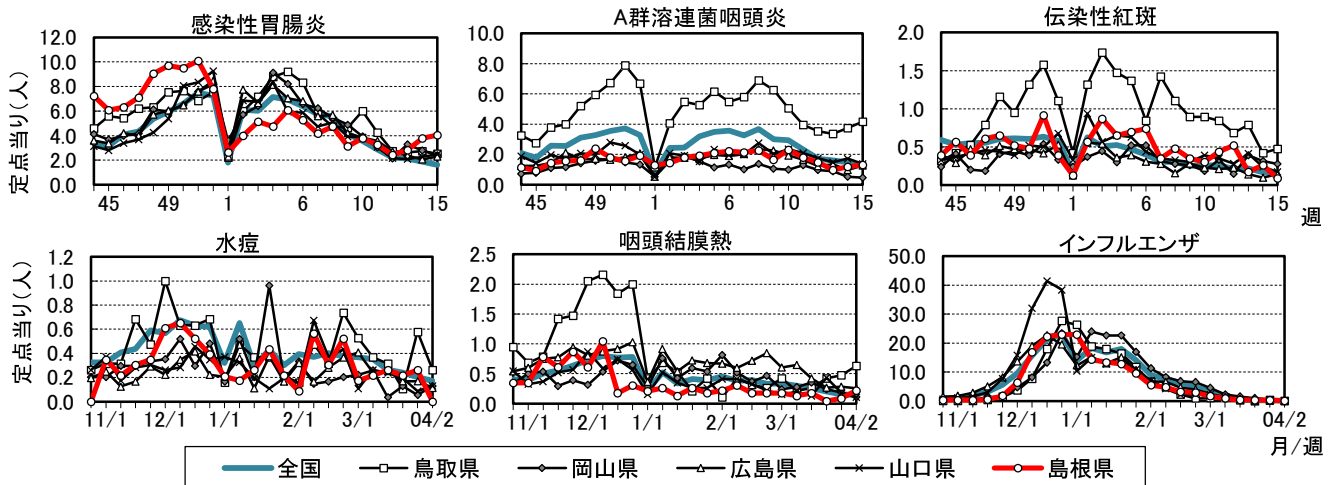 感染性胃腸炎
定点当り(人)
12.0
10.0
8.0
6.0
4.0
2.0
0.0
45 49 1 6 10 15
A群溶連菌咽頭炎
10.0
8.0
6.0
4.0
2.0
0.0
45 49 1 6 10 15
伝染性紅斑
2.0
1.5
1.0
0.5
0.0
45 49 1 6 10 15
週
水痘
定点当り(人)
1.2
1.0
0.8
0.6
0.4
0.2
0.0
11/1 12/1 1/1 2/1 3/1 04/2
咽頭結膜熱
2.5
2.0
1.5
1.0
0.5
0.0
11/1 12/1 1/1 2/1 3/1 04/2
インフルエンザ
50.0
40.0
30.0
20.0
10.0
0.0
11/1 12/1 1/1 2/1 3/1 04/2
月/週
全国 鳥取県 岡山県 広島県 山口県 島根県